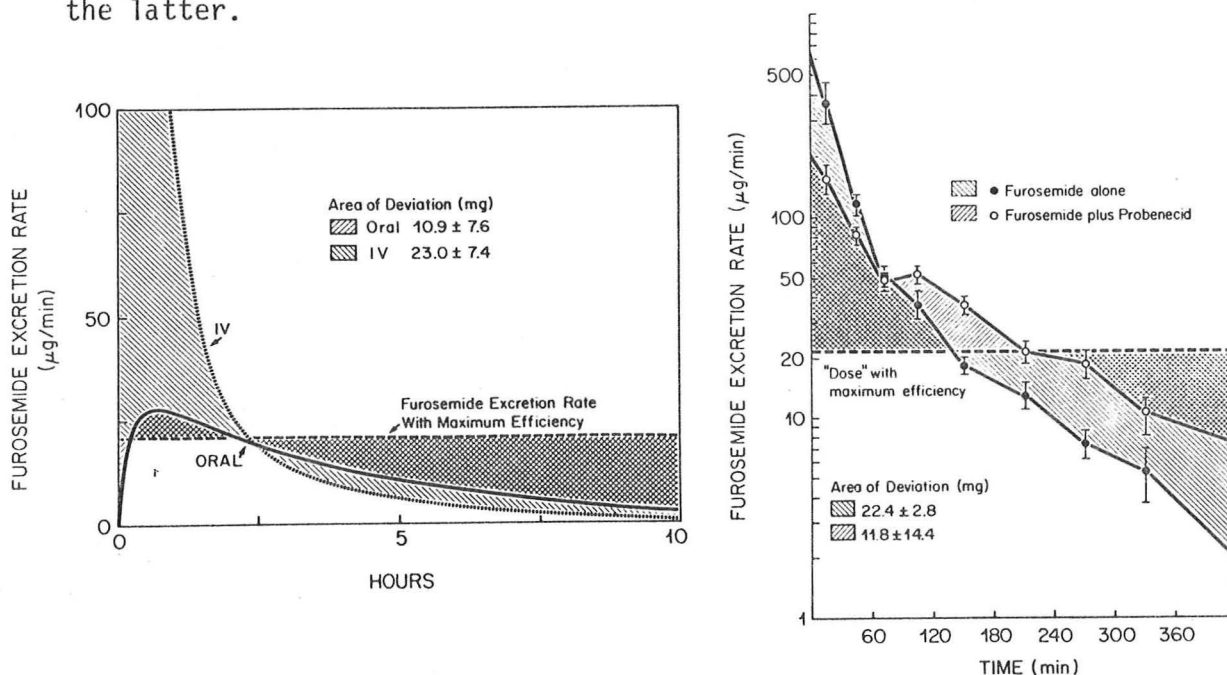 the latter.
100
50
0
0
5
10
FUROSEMIDE EXCRETION RATE
(μg/min)
HOURS
Area of Deviation (mg)
Oral 10.9 ± 7.6
IV 23.0 ± 7.4
IV
ORAL
Furosemide Excretion Rate
With Maximum Efficiency
500
100
50
20
10
5
1
60
120
180
240
300
360
FUROSEMIDE EXCRETION RATE (μg/min)
TIME (min)
Furosemide alone
Furosemide plus Probenecid
"Dose" with
maximum efficiency
Area of Deviation (mg)
22.4 ± 2.8
11.8 ± 14.4